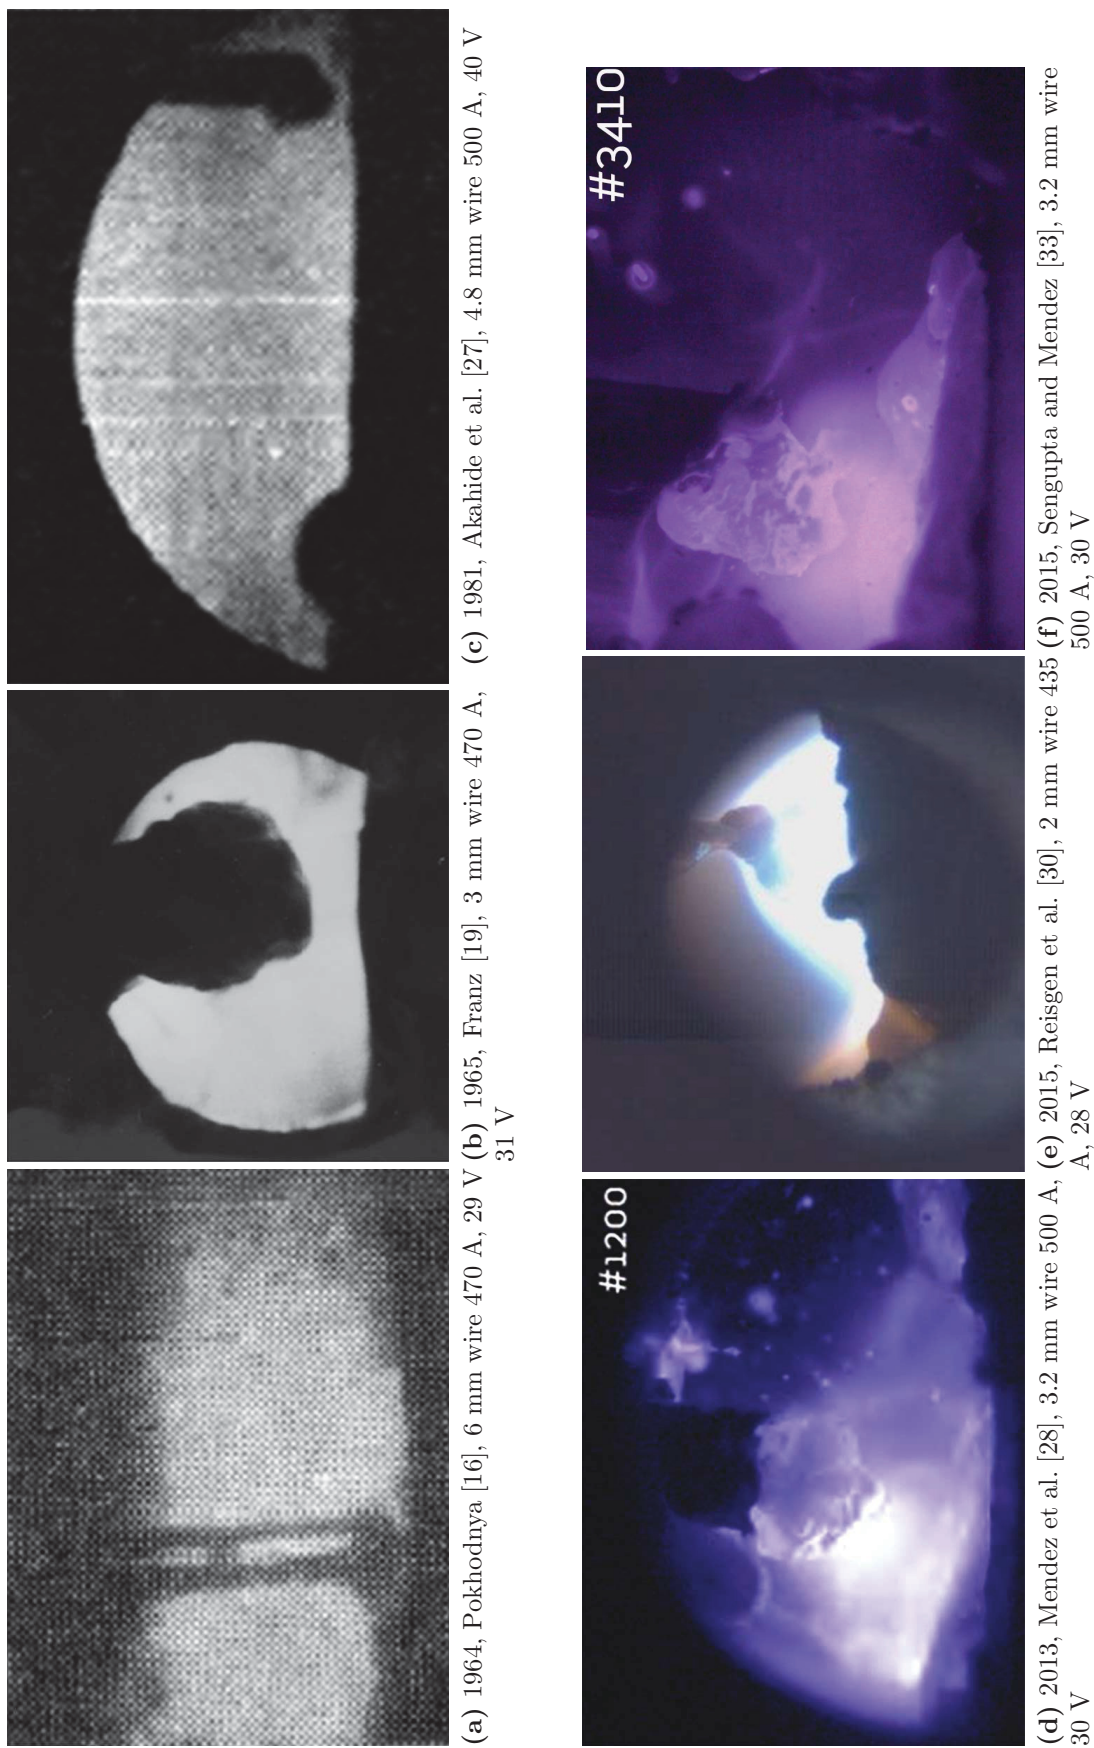 (a) 1964, Pokhodnya [16], 6 mm wire 470 A, 29 V
(b) 1965, Franz [19], 3 mm wire 470 A,
31 V
(c) 1981, Akahide et al. [27], 4.8 mm wire 500 A, 40 V
#1200
(d) 2013, Mendez et al. [28], 3.2 mm wire 500 A,
30 V
(e) 2015, Reisgen et al. [30], 2 mm wire 435
A, 28 V
#3410
(f) 2015, Sengupta and Mendez [33], 3.2 mm wire
500 A, 30 V